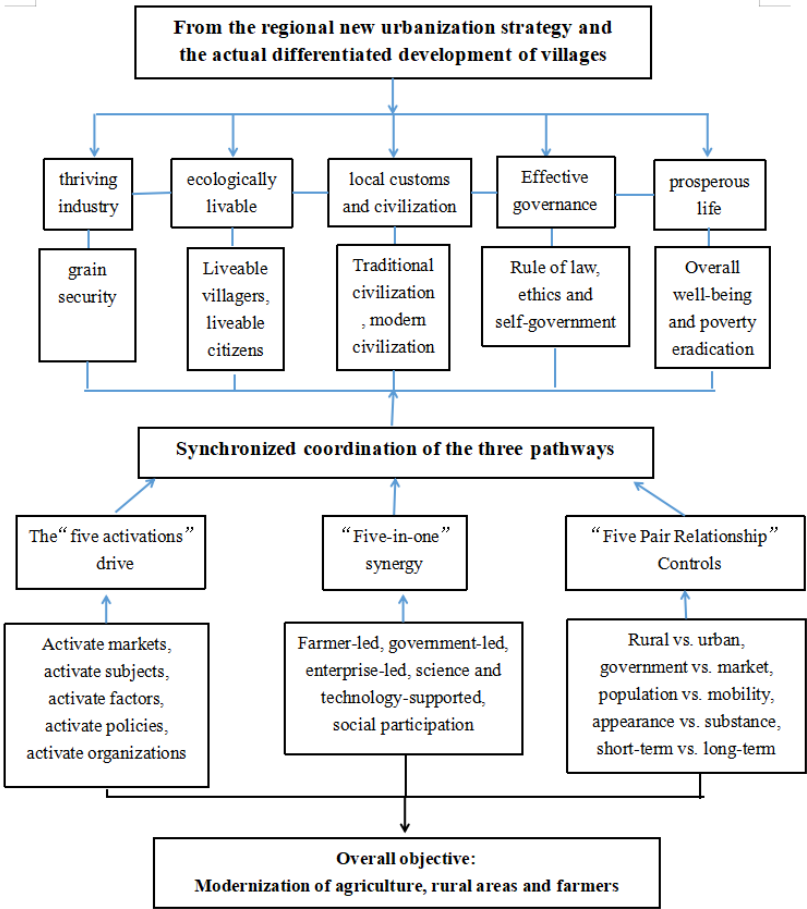 From the regional new urbanization strategy and
the actual differentiated development of villages
thriving
industry
ecologically
livable
local customs
and civilization
Effective
governance
prosperous
life
grain
security
Liveable
villagers,
liveable
citizens
Traditional
civilization
, modern
civilization
Rule of law,
ethics and
self-government
Overall
well-being
and poverty
eradication
Synchronized coordination of the three pathways
The“five activations”
drive
“Five-in-one”
synergy
“Five Pair Relationship”
Controls
Activate markets,
activate subjects,
activate factors,
activate policies,
activate organizations
Farmer-led, government-led,
enterprise-led, science and
technology-supported,
social participation
Rural vs. urban,
government vs. market,
population vs. mobility,
appearance vs. substance,
short-term vs. long-term
Overall objective:
Modernization of agriculture, rural areas and farmers